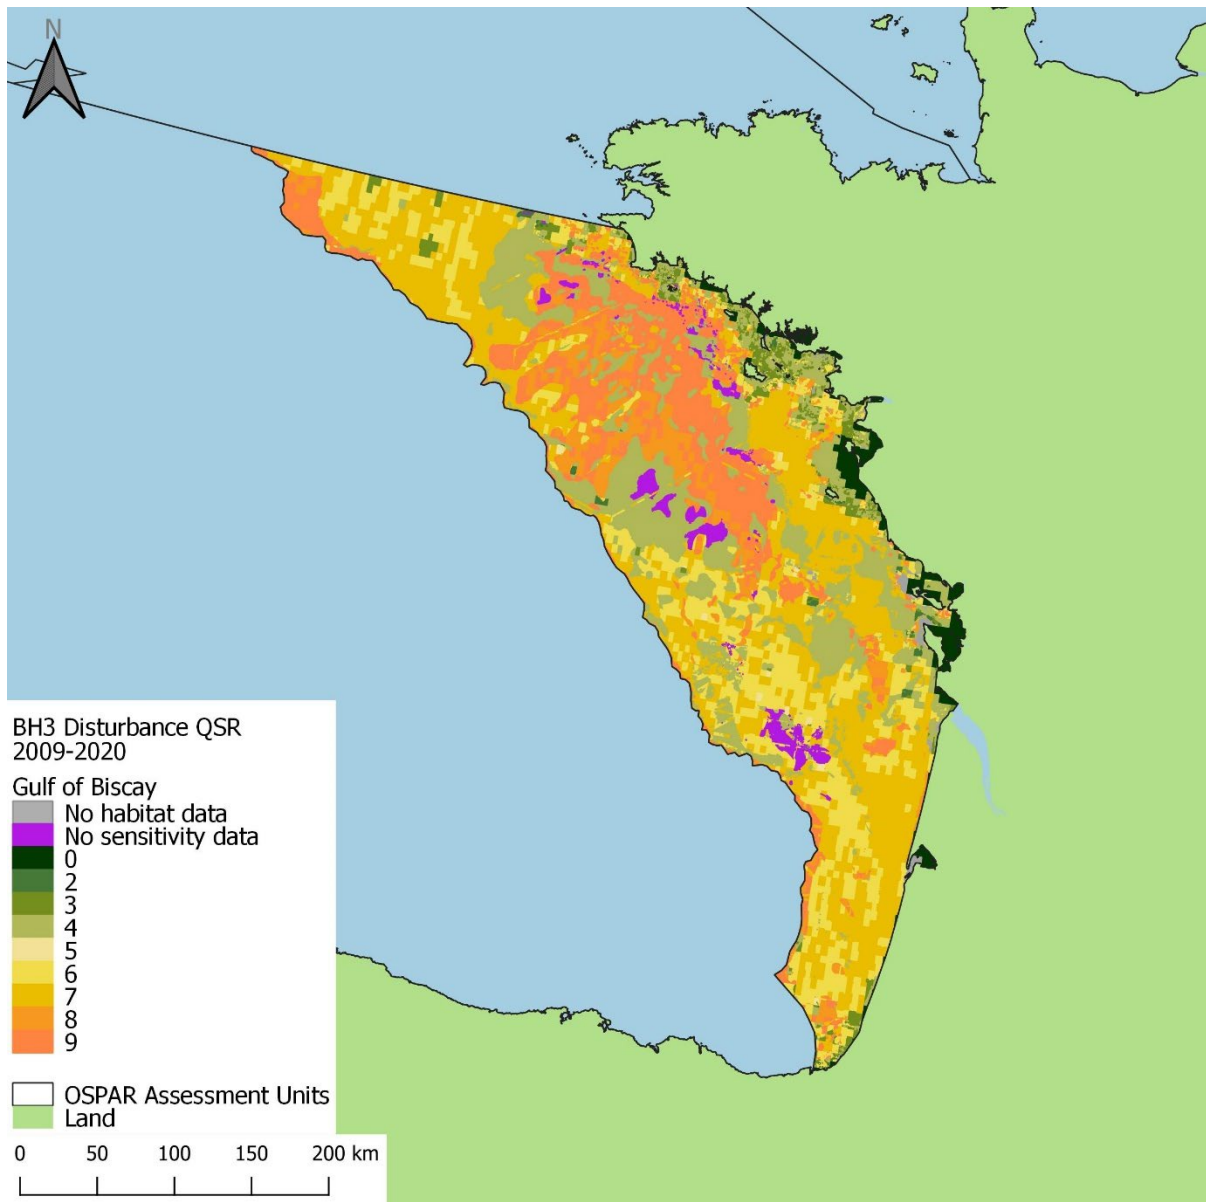 N
BH3 Disturbance QSR
2009-2020
Gulf of Biscay
No habitat data
No sensitivity data
0
2
3
4
5
6
7
8
9
OSPAR Assessment Units
Land
0 50 100 150 200 km